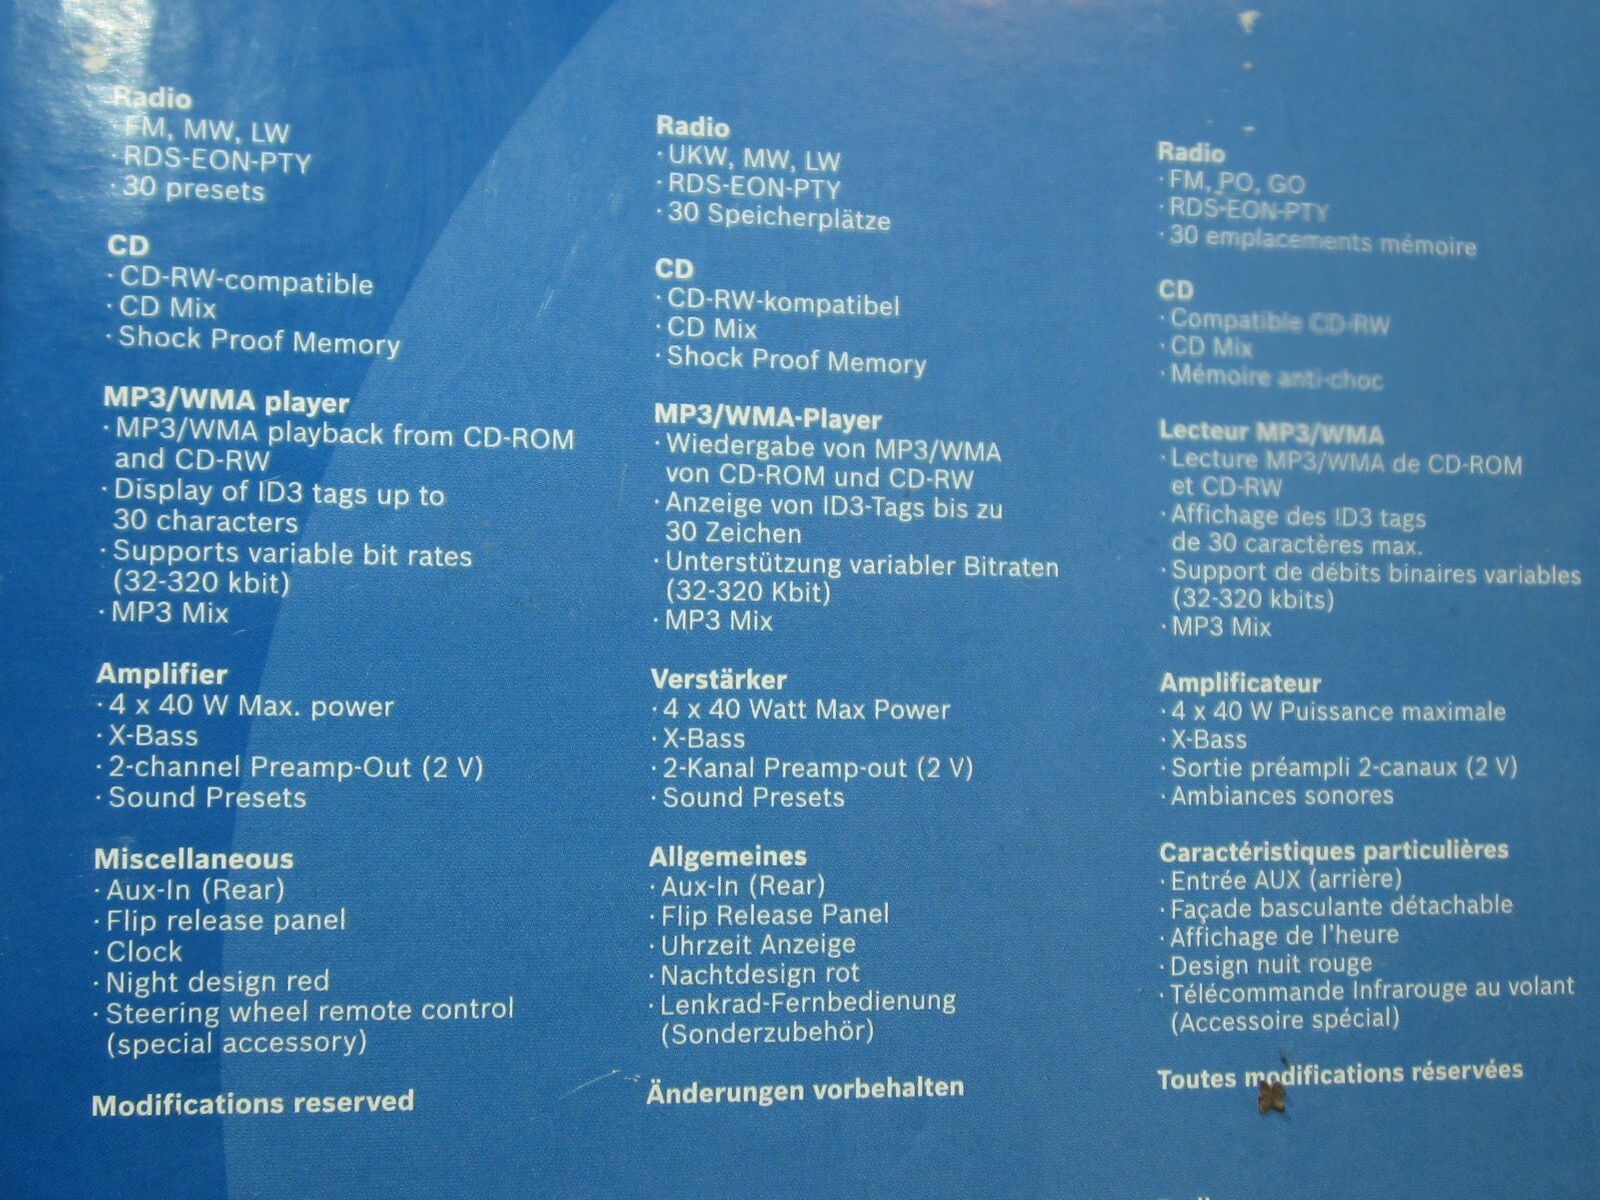 Radio
· FM, MW, LW
· RDS-EON-PTY
· 30 presets
CD
· CD-RW-compatible
· CD Mix
· Shock Proof Memory
MP3/WMA player
· MP3/WMA playback from CD-ROM
and CD-RW
· Display of ID3 tags up to
30 characters
· Supports variable bit rates
(32-320 kbit)
· MP3 Mix
Amplifier
· 4 x 40 W Max. power
· X-Bass
· 2-channel Preamp-Out (2 V)
· Sound Presets
Miscellaneous
· Aux-In (Rear)
· Flip release panel
· Clock
· Night design red
· Steering wheel remote control
(special accessory)
Modifications reserved
Radio
· UKW, MW, LW
· RDS-EON-PTY
· 30 Speicherplätze
CD
· CD-RW-kompatibel
· CD Mix
· Shock Proof Memory
MP3/WMA-Player
· Wiedergabe von MP3/WMA
von CD-ROM und CD-RW
· Anzeige von ID3-Tags bis zu
30 Zeichen
· Unterstützung variabler Bitraten
(32-320 Kbit)
· MP3 Mix
Verstärker
· 4 x 40 Watt Max Power
· X-Bass
· 2-Kanal Preamp-out (2 V)
· Sound Presets
Allgemeines
· Aux-In (Rear)
· Flip Release Panel
· Uhrzeit Anzeige
· Nachtdesign rot
· Lenkrad-Fernbedienung
(Sonderzubehör)
Änderungen vorbehalten
Radio
· FM, PO, GO
· RDS-EON-PTY
· 30 emplacements mémoire
CD
· Compatible CD-RW
· CD Mix
· Mémoire anti-choc
Lecteur MP3/WMA
· Lecture MP3/WMA de CD-ROM
et CD-RW
· Affichage des ID3 tags
de 30 caractères max.
· Support de débits binaires variables
(32-320 kbits)
· MP3 Mix
Amplificateur
· 4 x 40 W Puissance maximale
· X-Bass
· Sortie préampli 2-canaux (2 V)
· Ambiances sonores
Caractéristiques particulières
· Entrée AUX (arrière)
· Façade basculante détachable
· Affichage de l'heure
· Design nuit rouge
· Télécommande Infrarouge au volant
(Accessoire spécial)
Toutes modifications réservées